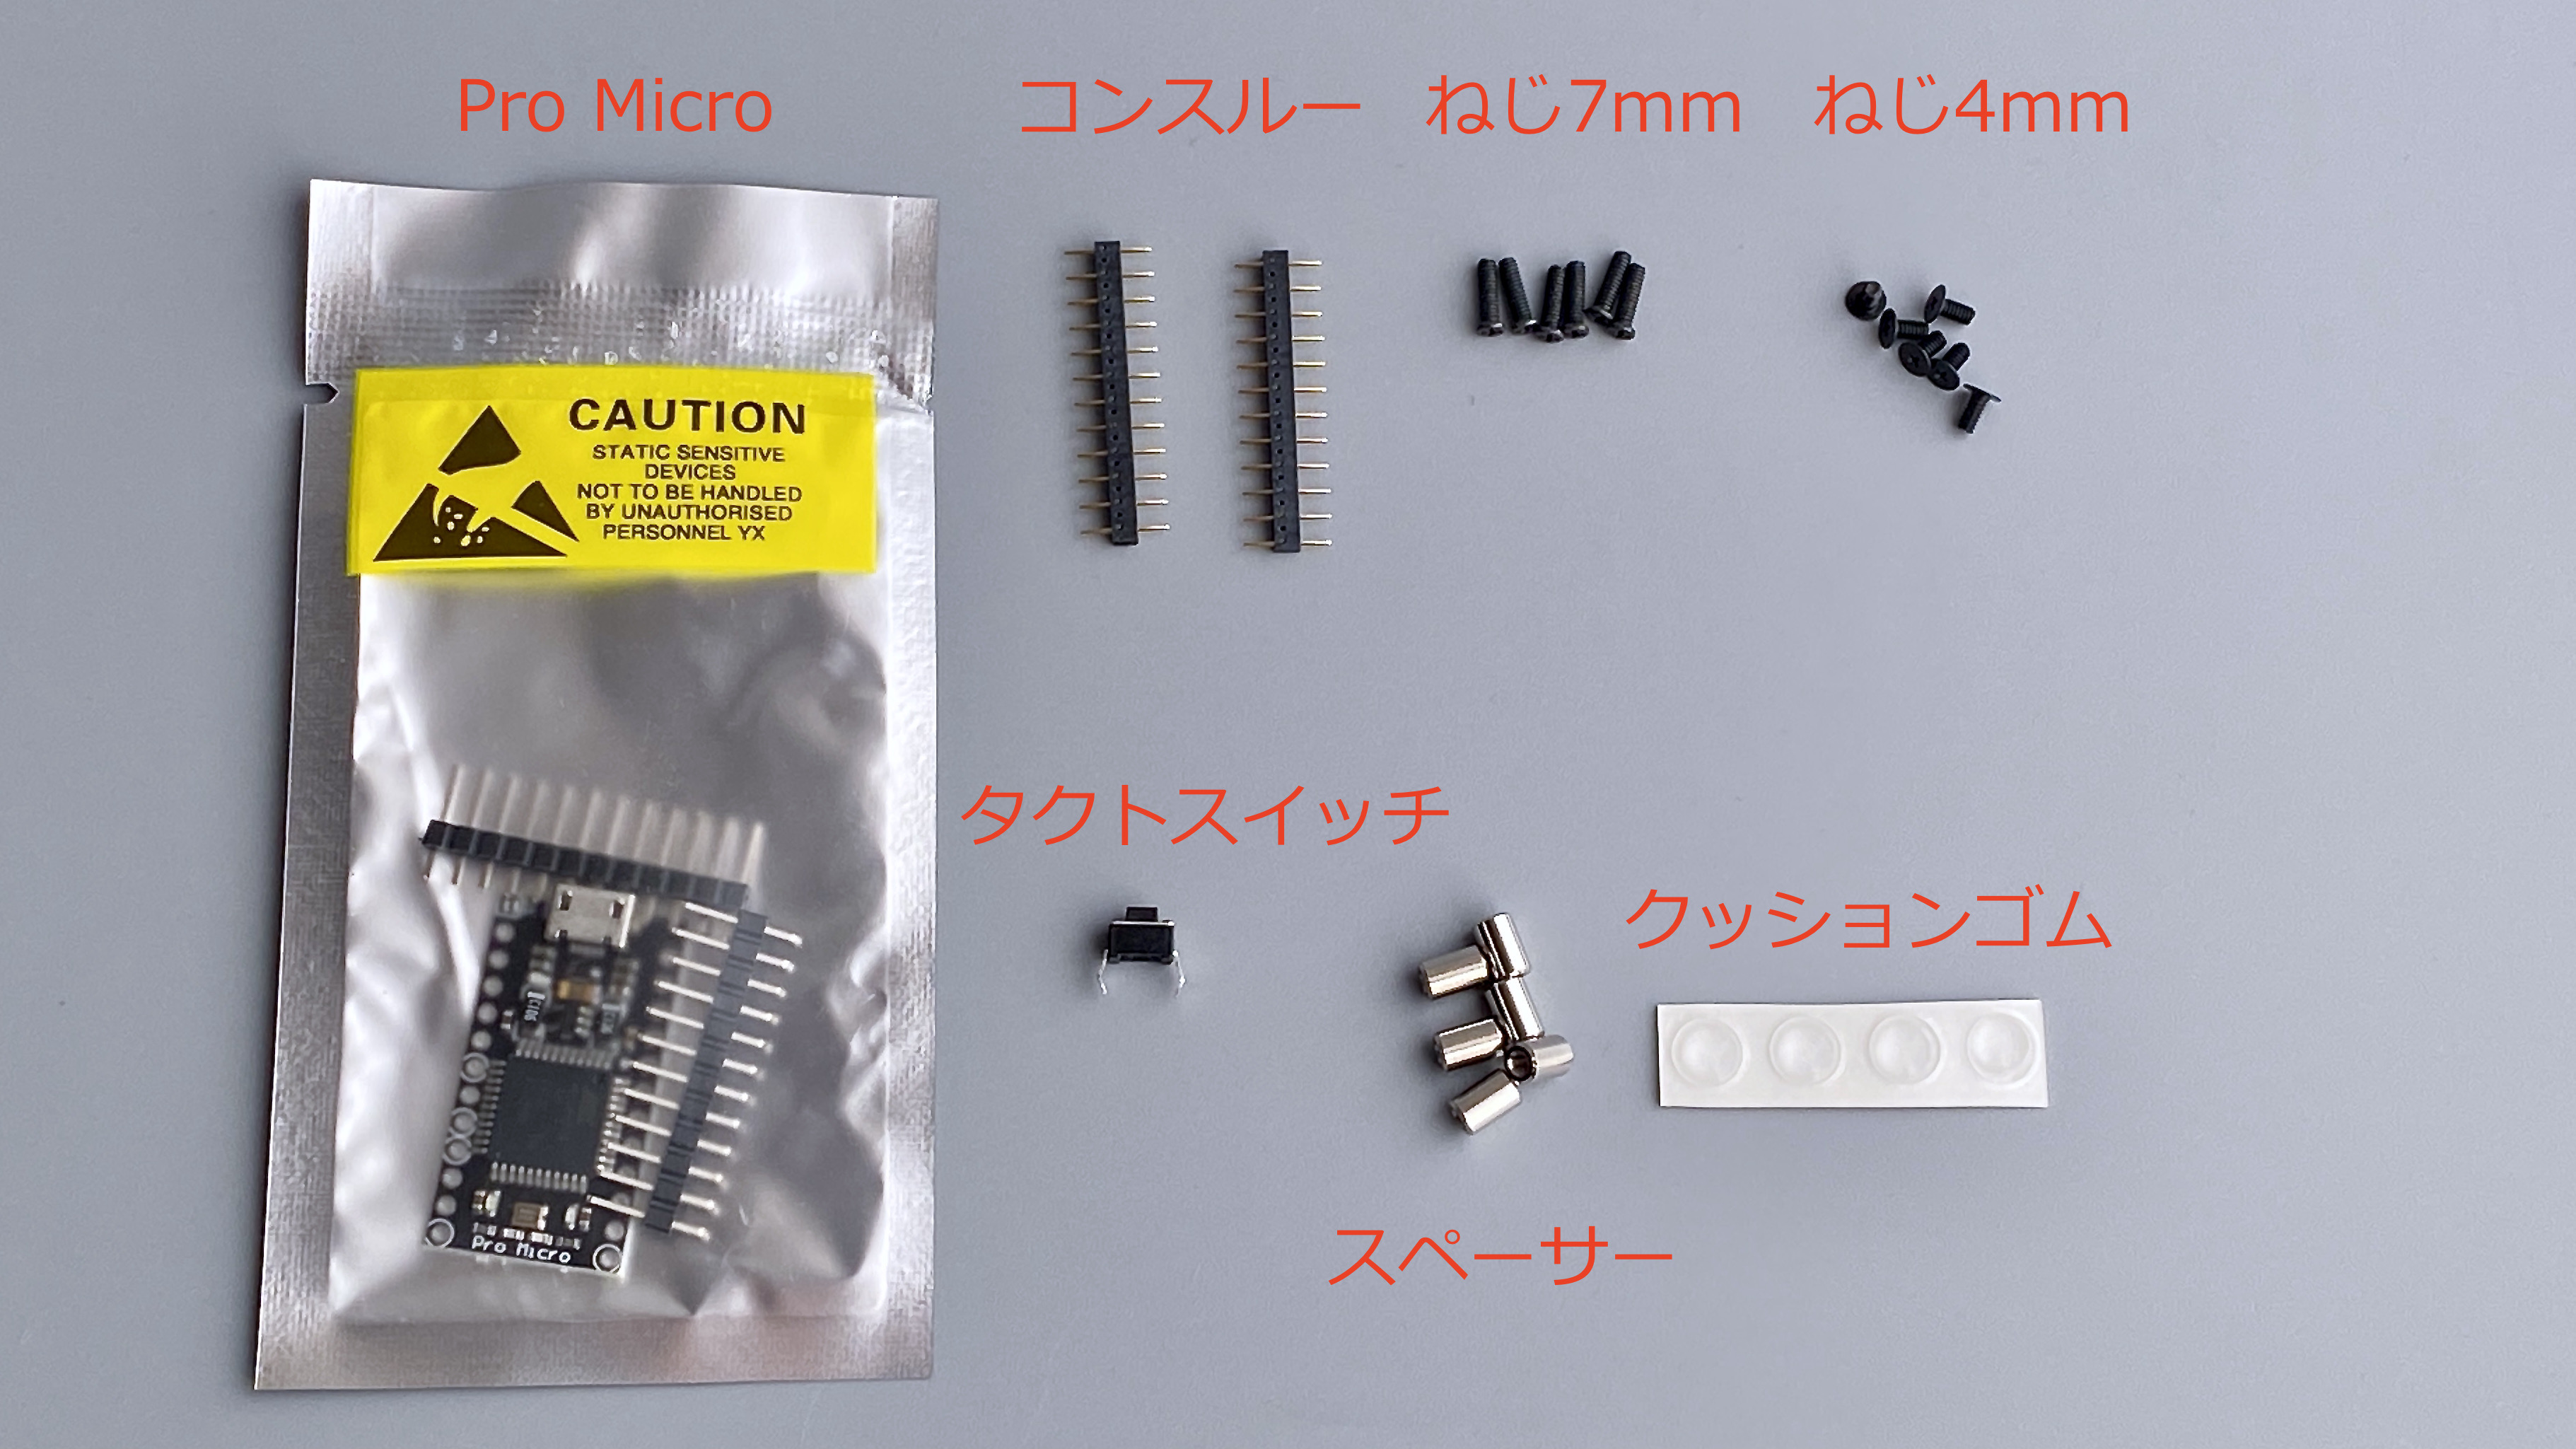 Pro Micro
コンスルー
ねじ7mm
ねじ4mm
CAUTION
STATIC SENSITIVE
DEVICES
NOT TO BE HANDLED
BY UNAUTHORISED
PERSONNEL YX
タクトスイッチ
クッションゴム
Pro Micro
スペーサー